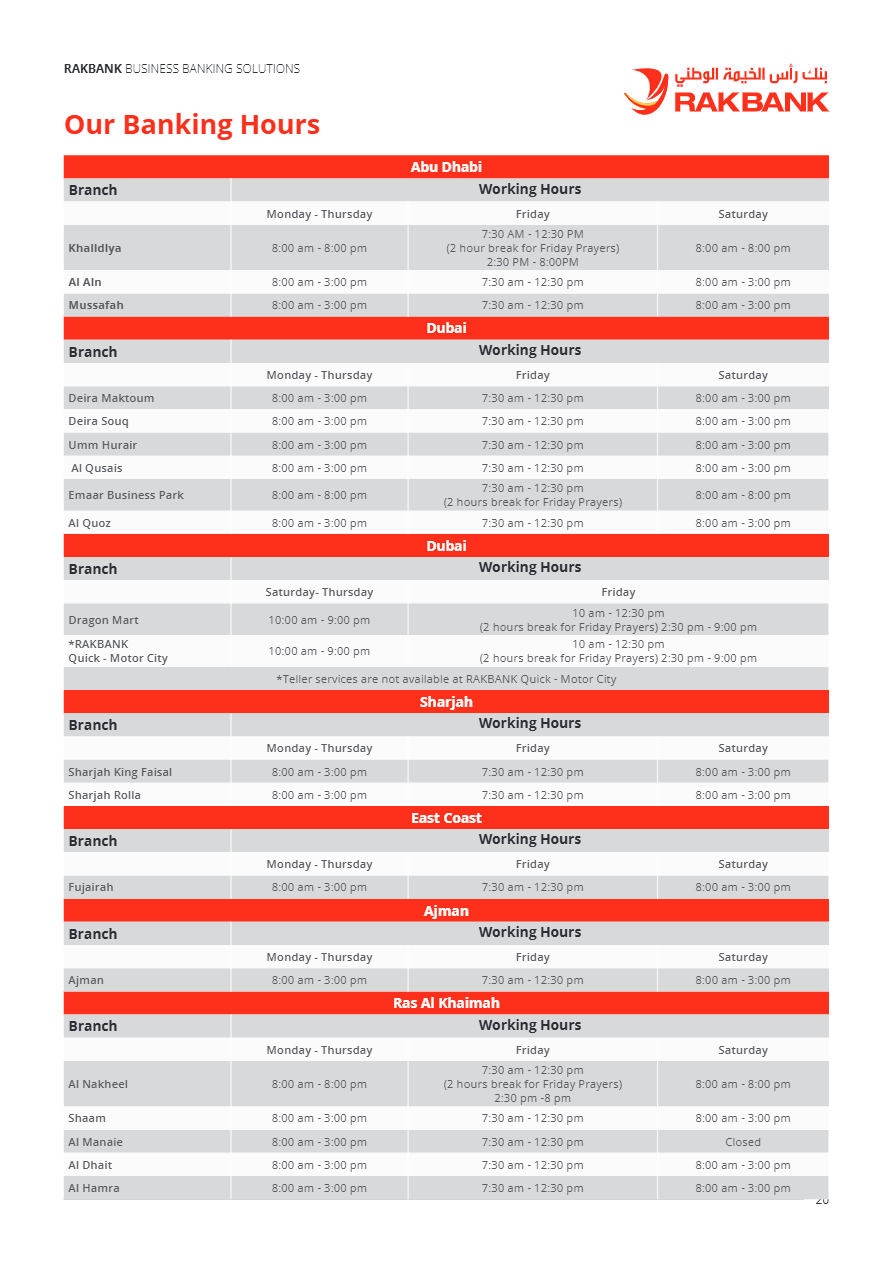 RAKBANK BUSINESS BANKING SOLUTIONS
بنك رأس الخيمة الوطني
RAKBANK
Our Banking Hours
Abu Dhabi
Branch Working Hours
Monday - Thursday Friday Saturday
KhalIdIya 8:00 am - 8:00 pm 7:30 AM - 12:30 PM
(2 hour break for Friday Prayers)
2:30 PM - 8:00PM 8:00 am - 8:00 pm
Al AIn 8:00 am - 3:00 pm 7:30 am - 12:30 pm 8:00 am - 3:00 pm
Mussafah 8:00 am - 3:00 pm 7:30 am - 12:30 pm 8:00 am - 3:00 pm
Dubai
Branch Working Hours
Monday - Thursday Friday Saturday
Deira Maktoum 8:00 am - 3:00 pm 7:30 am - 12:30 pm 8:00 am - 3:00 pm
Deira Souq 8:00 am - 3:00 pm 7:30 am - 12:30 pm 8:00 am - 3:00 pm
Umm Hurair 8:00 am - 3:00 pm 7:30 am - 12:30 pm 8:00 am - 3:00 pm
Al Qusais 8:00 am - 3:00 pm 7:30 am - 12:30 pm 8:00 am - 3:00 pm
Emaar Business Park 8:00 am - 8:00 pm 7:30 am - 12:30 pm
(2 hours break for Friday Prayers) 8:00 am - 8:00 pm
Al Quoz 8:00 am - 3:00 pm 7:30 am - 12:30 pm 8:00 am - 3:00 pm
Dubai
Branch Working Hours
Saturday- Thursday Friday
Dragon Mart 10:00 am - 9:00 pm 10 am - 12:30 pm
(2 hours break for Friday Prayers) 2:30 pm - 9:00 pm
*RAKBANK
Quick - Motor City 10:00 am - 9:00 pm 10 am - 12:30 pm
(2 hours break for Friday Prayers) 2:30 pm - 9:00 pm
*Teller services are not available at RAKBANK Quick - Motor City
Sharjah
Branch Working Hours
Monday - Thursday Friday Saturday
Sharjah King Faisal 8:00 am - 3:00 pm 7:30 am - 12:30 pm 8:00 am - 3:00 pm
Sharjah Rolla 8:00 am - 3:00 pm 7:30 am - 12:30 pm 8:00 am - 3:00 pm
East Coast
Branch Working Hours
Monday - Thursday Friday Saturday
Fujairah 8:00 am - 3:00 pm 7:30 am - 12:30 pm 8:00 am - 3:00 pm
Ajman
Branch Working Hours
Monday - Thursday Friday Saturday
Ajman 8:00 am - 3:00 pm 7:30 am - 12:30 pm 8:00 am - 3:00 pm
Ras Al Khaimah
Branch Working Hours
Monday - Thursday Friday Saturday
Al Nakheel 8:00 am - 8:00 pm 7:30 am - 12:30 pm
(2 hours break for Friday Prayers)
2:30 pm -8 pm 8:00 am - 8:00 pm
Shaam 8:00 am - 3:00 pm 7:30 am - 12:30 pm 8:00 am - 3:00 pm
Al Manaie 8:00 am - 3:00 pm 7:30 am - 12:30 pm Closed
Al Dhait 8:00 am - 3:00 pm 7:30 am - 12:30 pm 8:00 am - 3:00 pm
Al Hamra 8:00 am - 3:00 pm 7:30 am - 12:30 pm 8:00 am - 3:00 pm
20